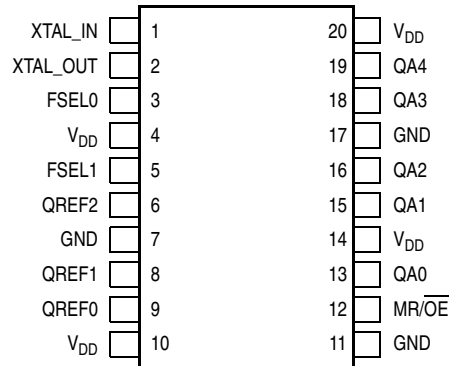 XTAL_IN 1 20 VDD
XTAL_OUT 2 19 QA4
FSEL0 3 18 QA3
VDD 4 17 GND
FSEL1 5 16 QA2
QREF2 6 15 QA1
GND 7 14 VDD
QREF1 8 13 QA0
QREF0 9 12 MR/OE
VDD 10 11 GND